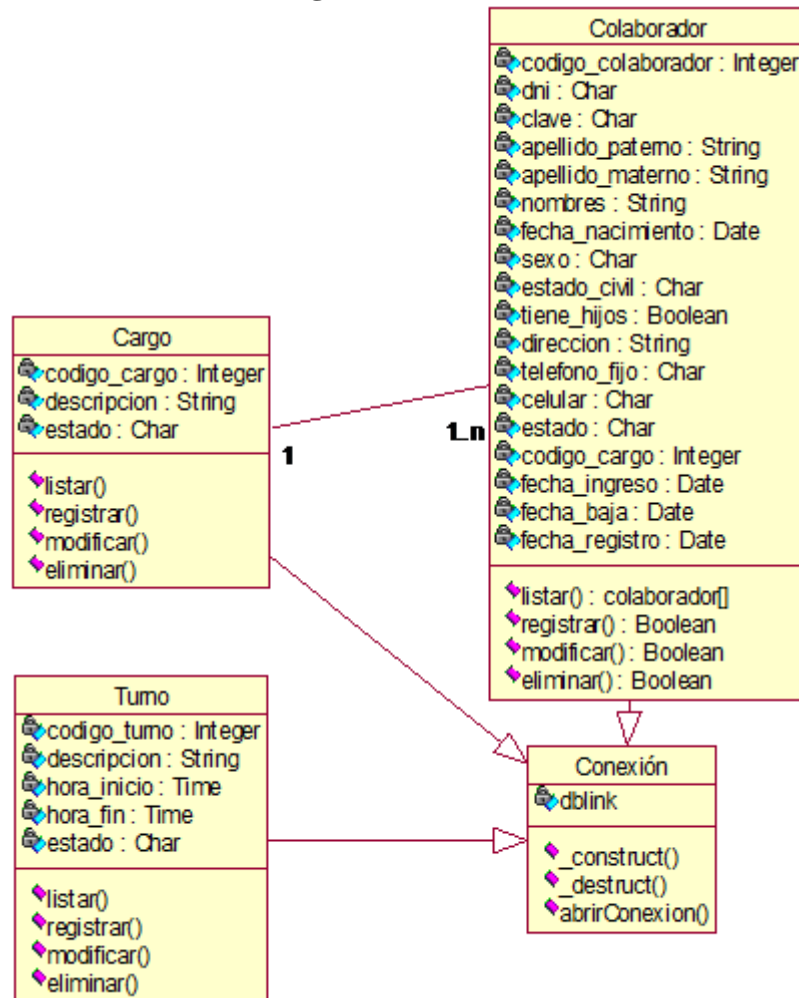 Colaborador
codigo_colaborador : Integer
dni : Char
clave : Char
apellido_paterno : String
apellido_materno : String
nombres : String
fecha_nacimiento : Date
sexo : Char
estado_civil : Char
tiene_hijos : Boolean
direccion : String
telefono_fijo : Char
celular : Char
estado : Char
codigo_cargo : Integer
fecha_ingreso : Date
fecha_baja : Date
fecha_registro : Date
listar() : colaborador[]
registrar() : Boolean
modificar() : Boolean
eliminar() : Boolean
Cargo
codigo_cargo : Integer
descripcion : String
estado : Char
listar()
registrar()
modificar()
eliminar()
1
1..n
Turno
codigo_turno : Integer
descripcion : String
hora_inicio : Time
hora_fin : Time
estado : Char
listar()
registrar()
modificar()
eliminar()
Conexión
dblink
_construct()
_destruct()
abrirConexion()